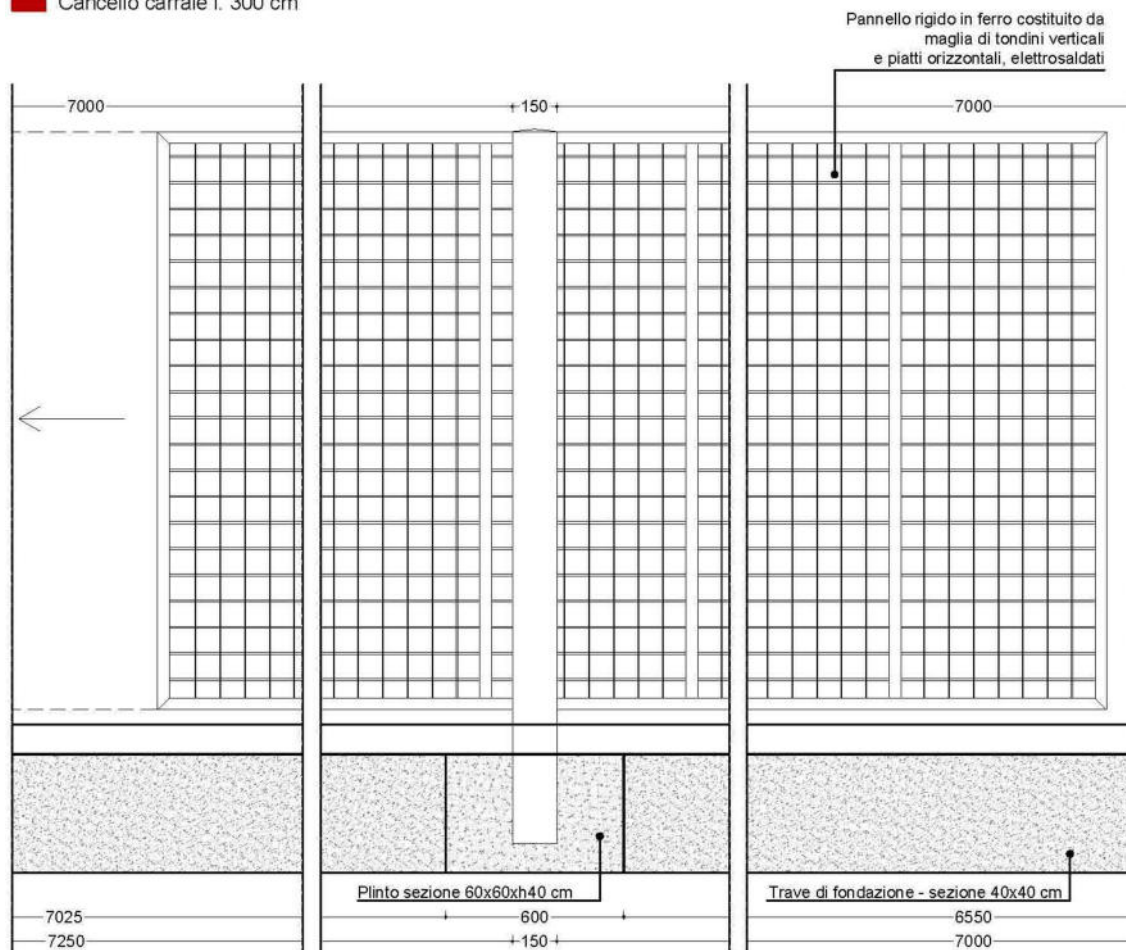 Cancello carrale l. 300 cm
Pannello rigido in ferro costituito da
maglia di tondini verticali
e piatti orizzontali, elettrosaldati
7000
150
7000
Plinto sezione 60x60xh40 cm
Trave di fondazione - sezione 40x40 cm
7025
600
6550
7250
150
7000